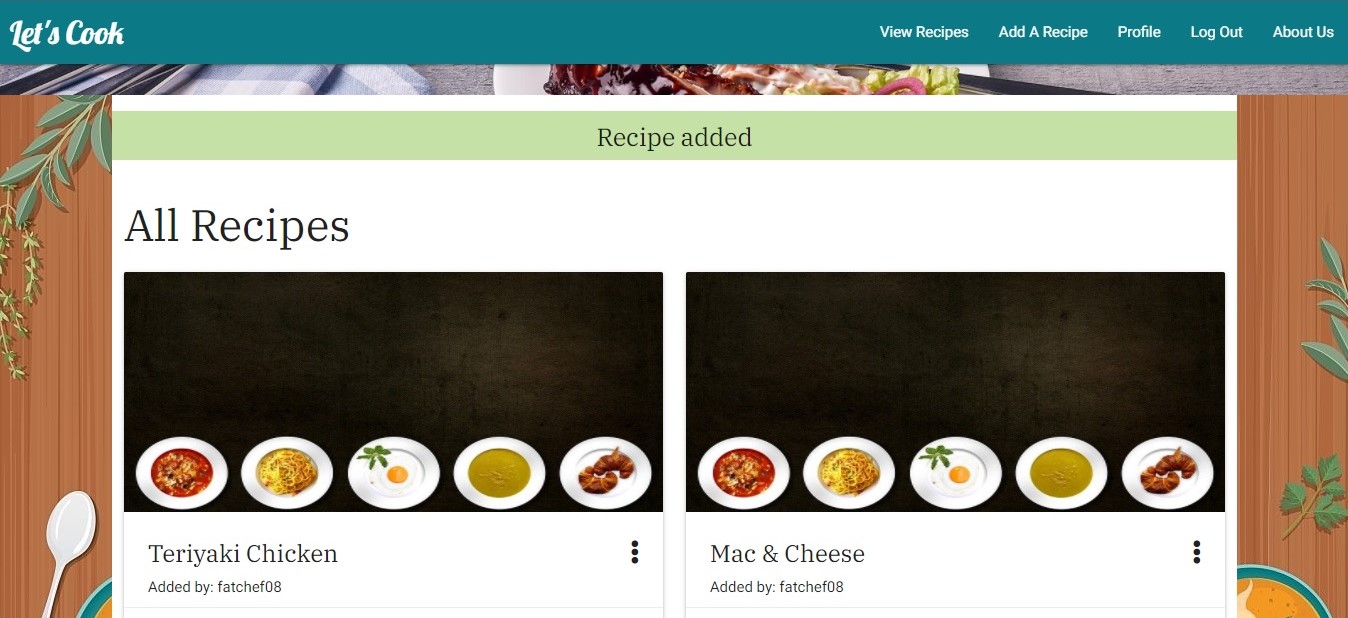 Let's Cook
View Recipes
Add A Recipe
Profile
Log Out
About Us
Recipe added
All Recipes
Teriyaki Chicken
Added by: fatchef08
Mac & Cheese
Added by: fatchef08